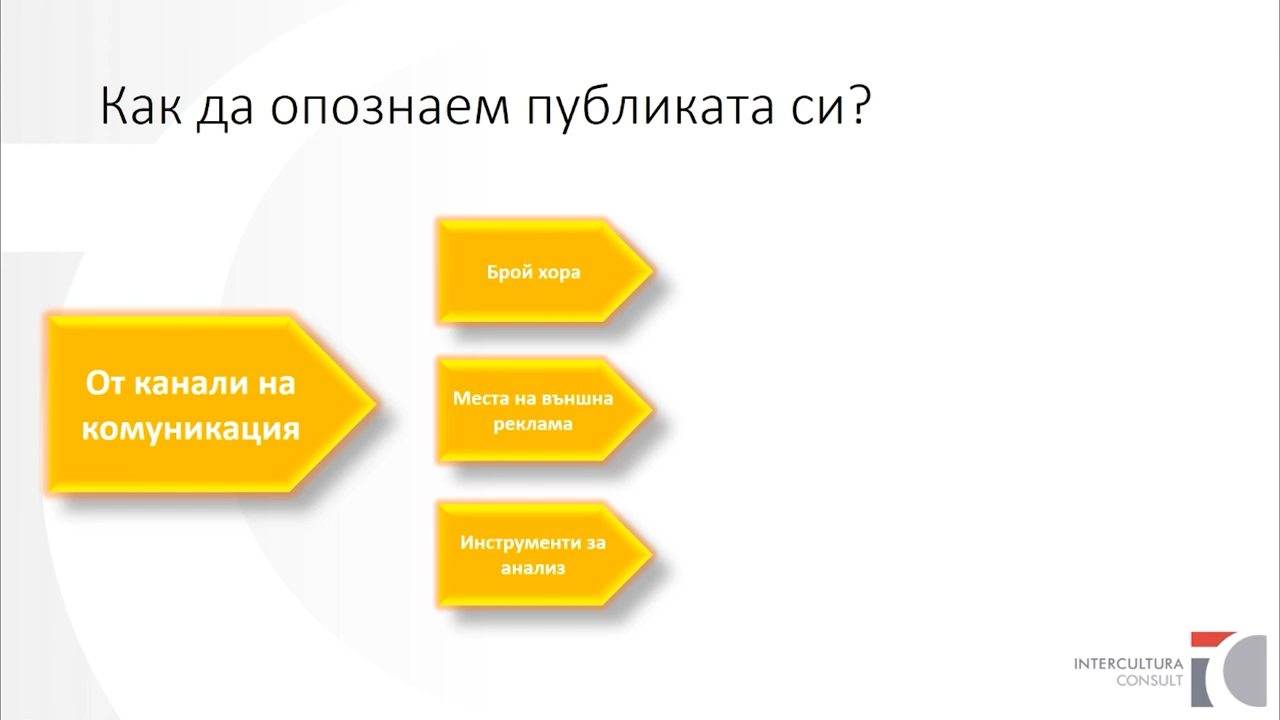 Как да опознаем публиката си?
От канали на
комуникация
Брой хора
Места на външна
реклама
Инструменти за
анализ
INTERCULTURA
CONSULT